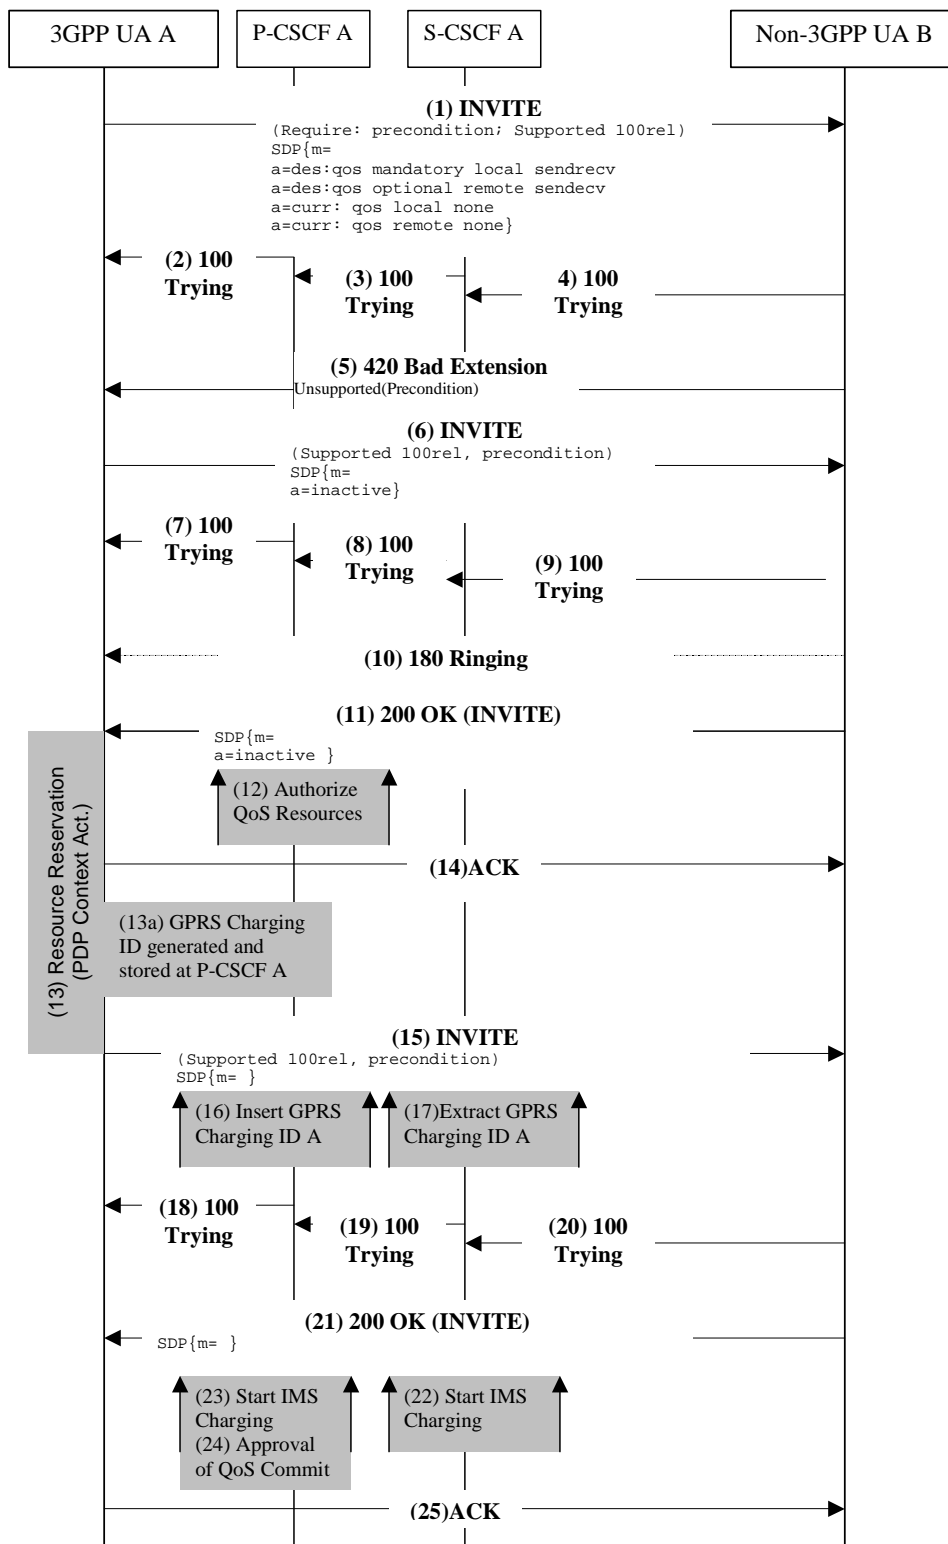 3GPP UA A
P-CSCF A
S-CSCF A
Non-3GPP UA B
(1) INVITE
(Require: precondition; Supported 100rel)
SDP{m=
a=des:qos mandatory local sendrecv
a=des:qos optional remote sendecv
a=curr: qos local none
a=curr: qos remote none}
(2) 100
Trying
(3) 100
Trying
4) 100
Trying
(5) 420 Bad Extension
Unsupported(Precondition)
(6) INVITE
(Supported 100rel, precondition)
SDP{m=
a=inactive}
(7) 100
Trying
(8) 100
Trying
(9) 100
Trying
(10) 180 Ringing
(11) 200 OK (INVITE)
SDP{m=
a=inactive }
(12) Authorize
QoS Resources
(13) Resource Reservation
(PDP Context Act.)
(14)ACK
(13a) GPRS Charging
ID generated and
stored at P-CSCF A
(15) INVITE
(Supported 100rel, precondition)
SDP{m= }
(16) Insert GPRS
Charging ID A
(17)Extract GPRS
Charging ID A
(18) 100
Trying
(19) 100
Trying
(20) 100
Trying
(21) 200 OK (INVITE)
SDP{m= }
(23) Start IMS
Charging
(24) Approval
of QoS Commit
(22) Start IMS
Charging
(25)ACK